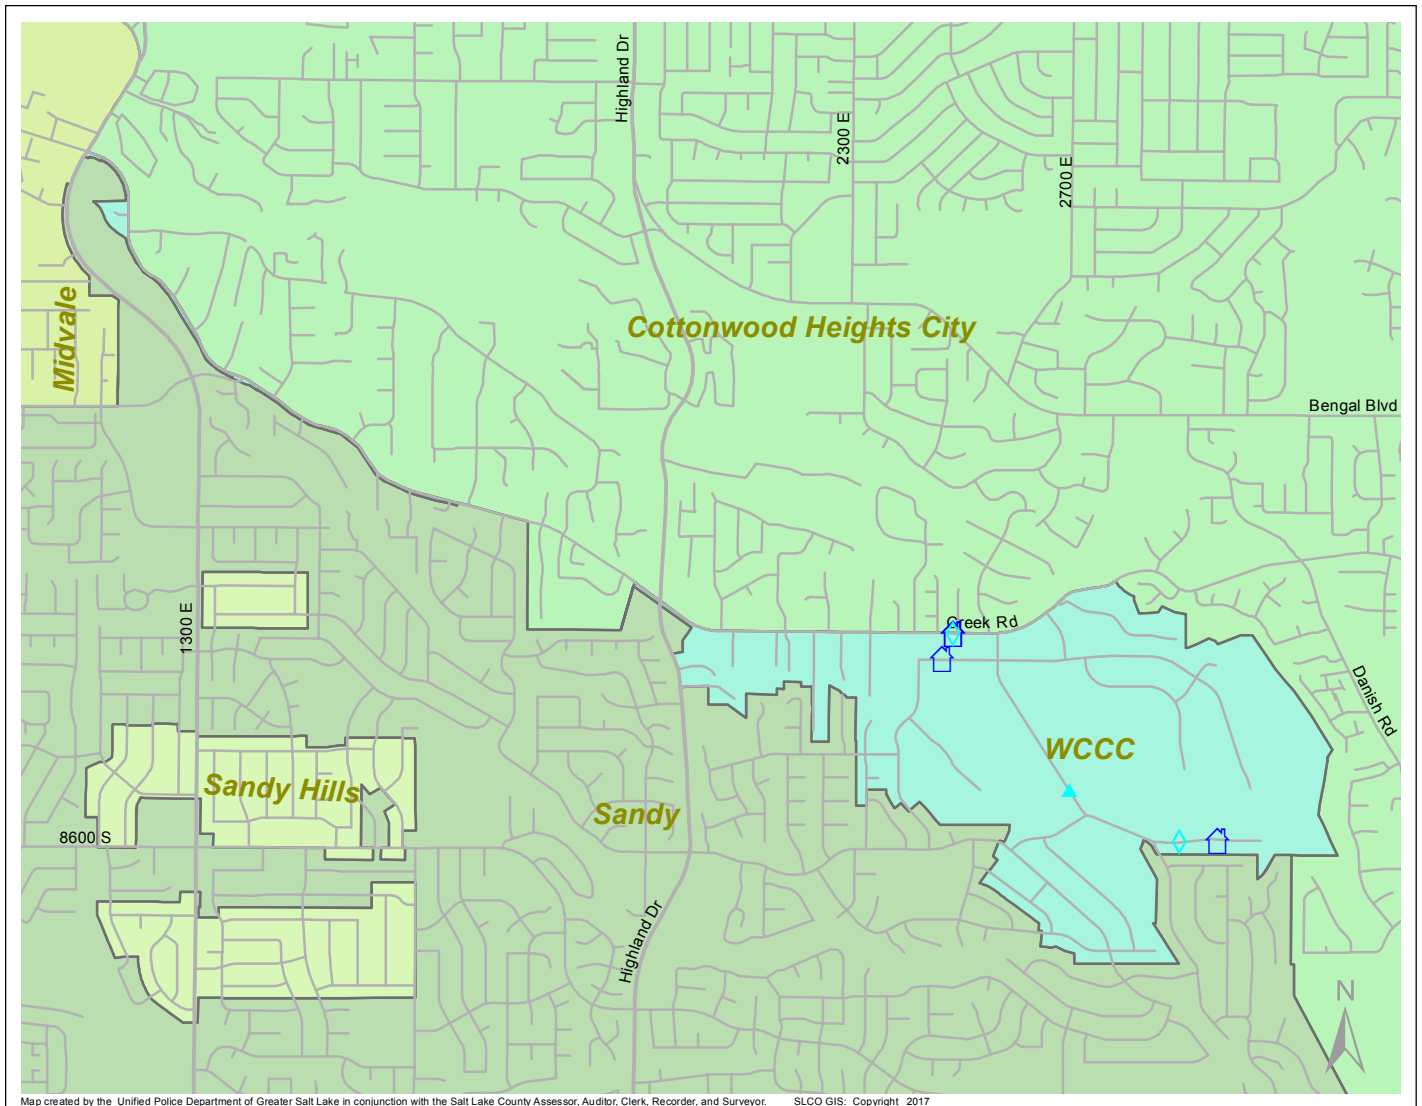 Highland Dr
2300 E
2700 E
Midvale
Cottonwood Heights City
Bengal Blvd
1300 E
Creek Rd
Danish Rd
WCCC
Sandy Hills
Sandy
8600 S
Highland Dr
N
Map created by the Unified Police Department of Greater Salt Lake in conjunction with the Salt Lake County Assessor, Auditor, Clerk, Recorder, and Surveyor. SLCO GIS: Copyright 2017